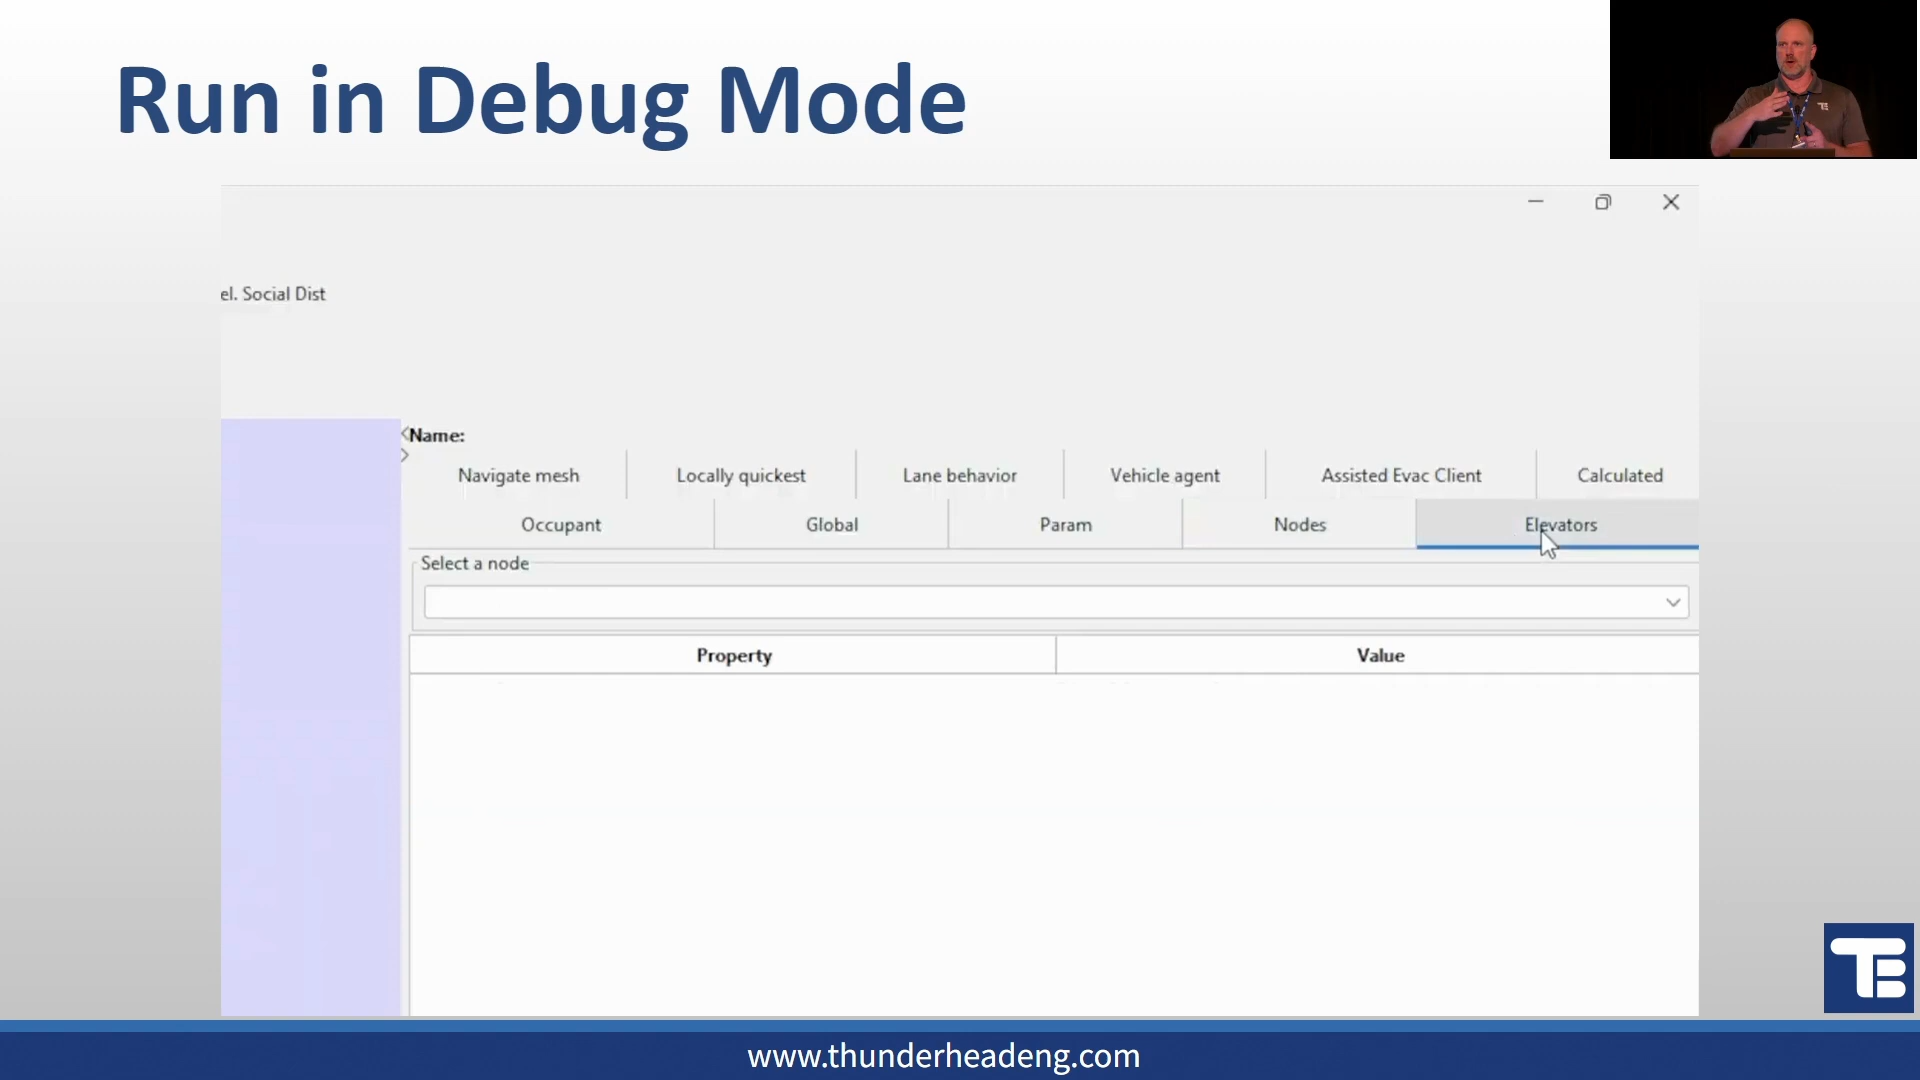 Run in Debug Mode
el. Social Dist
Name:
Navigate mesh Locally quickest Lane behavior Vehicle agent Assisted Evac Client Calculated
Occupant Global Param Nodes Elevators
Select a node
Property Value
www.thunderheadeng.com